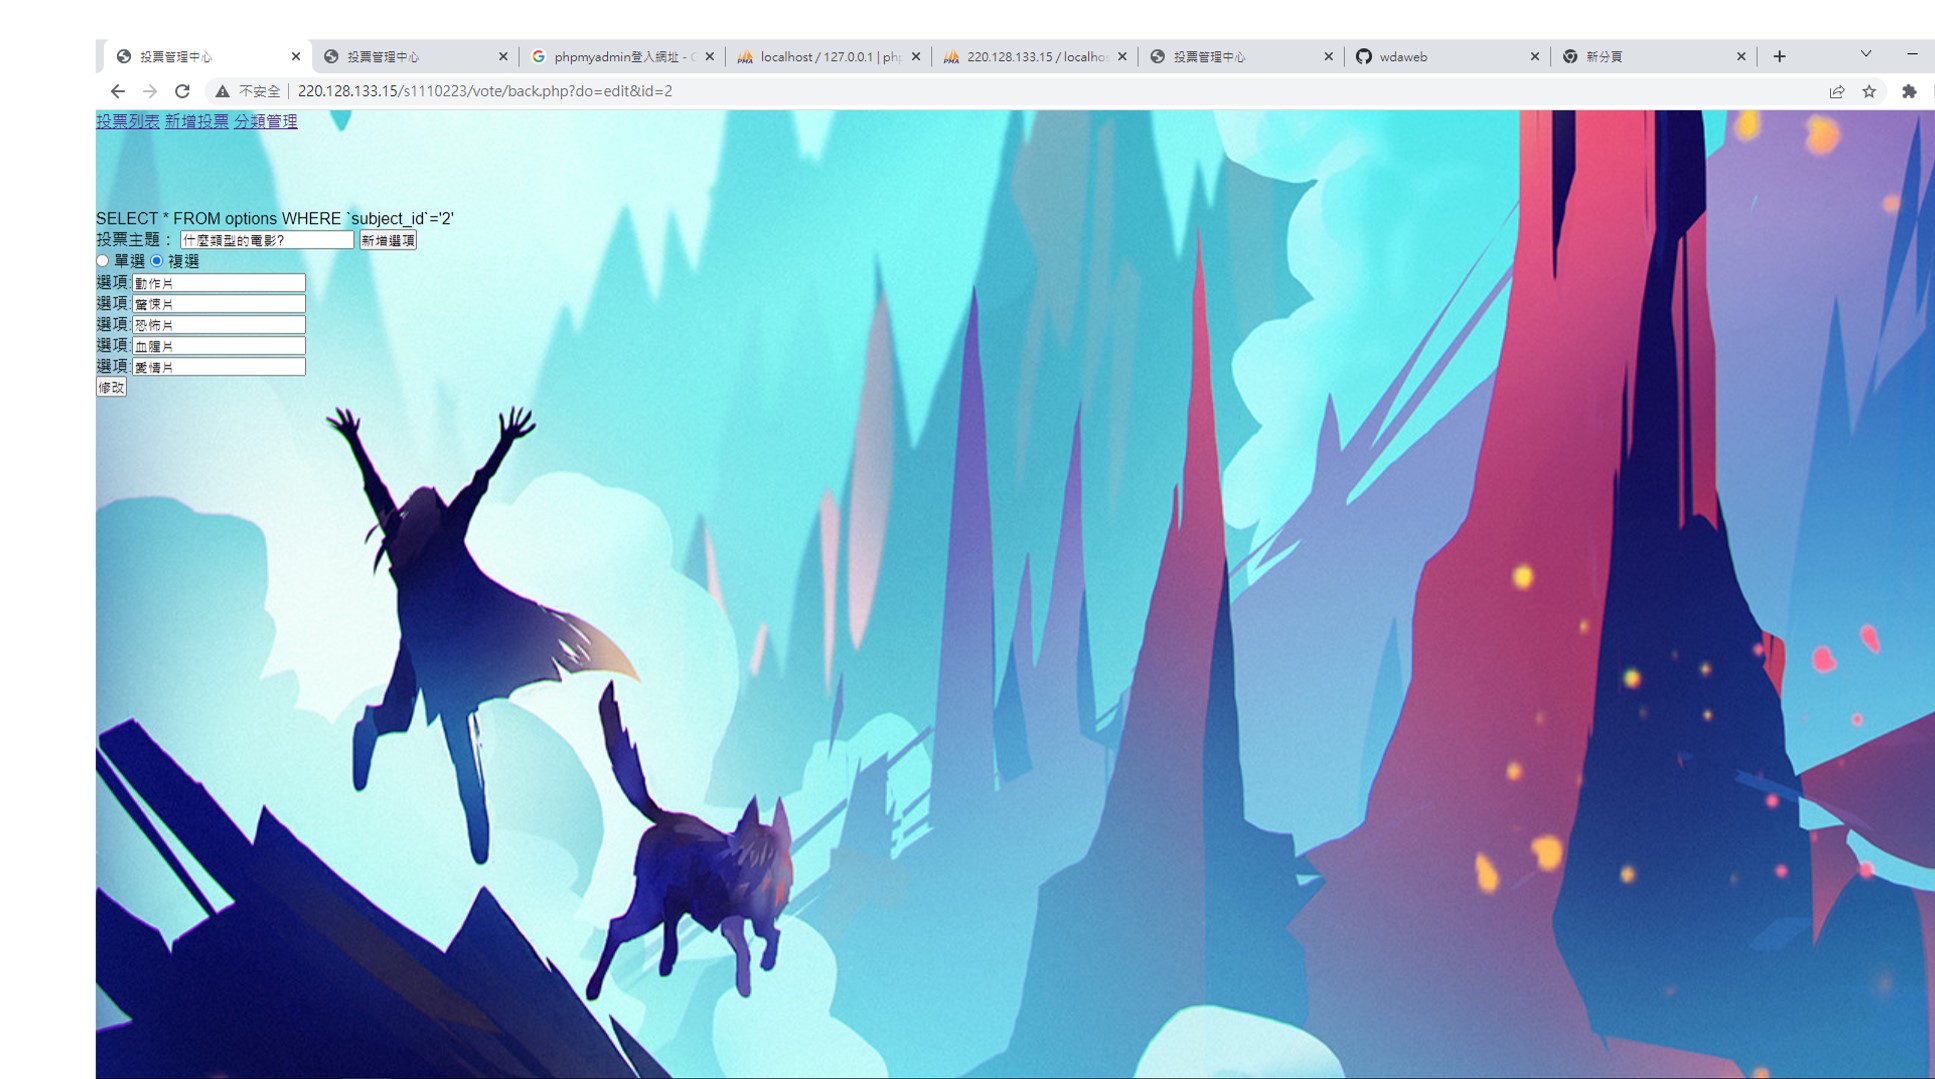 投票管理中心 投票管理中心 phpmyadmin登入網址 - localhost / 127.0.0.1 | php 220.128.133.15 / localhos 投票管理中心 wdaweb 新分頁
不安全 220.128.133.15/s1110223/vote/back.php?do=edit&id=2
投票列表 新增投票 分類管理
SELECT * FROM options WHERE `subject_id`='2'
投票主題： 什麼類型的電影? 新增選項
單選 複選
選項:動作片
選項:驚悚片
選項:恐怖片
選項:血腥片
選項:愛情片
修改